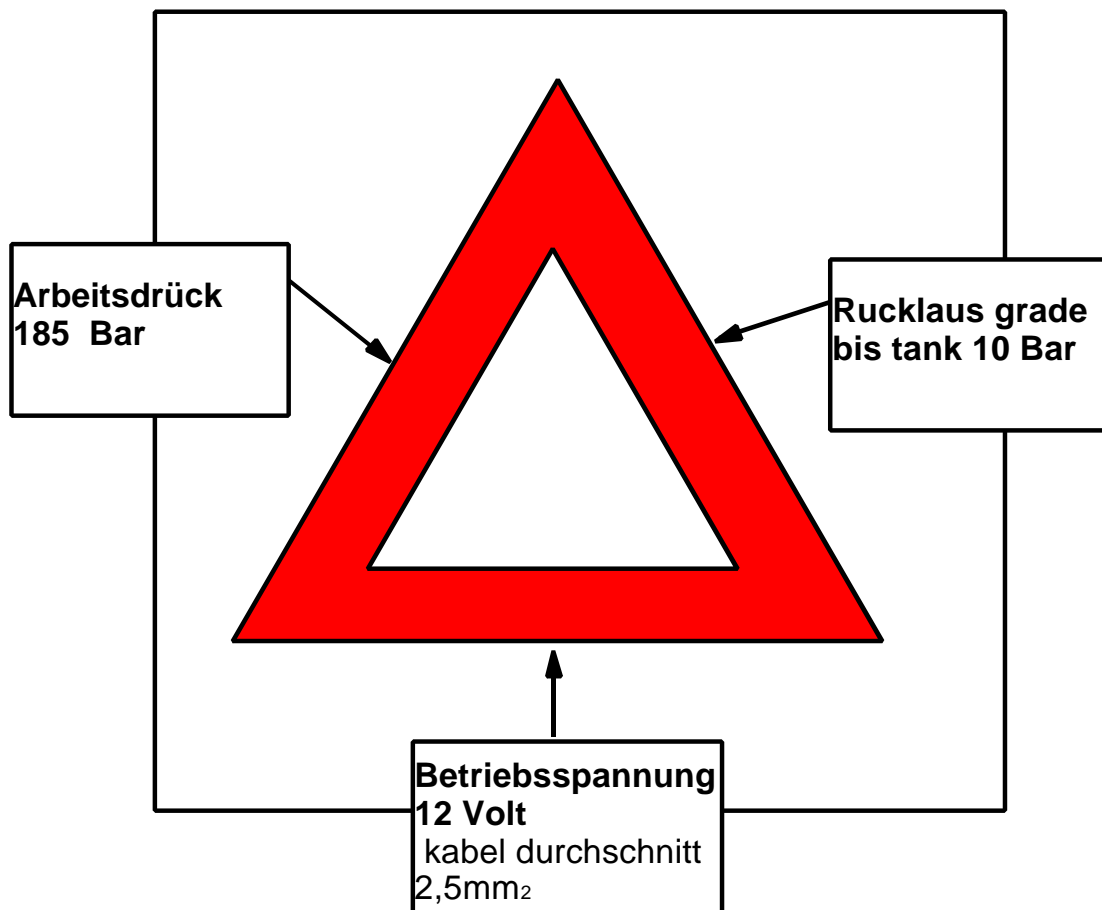 Arbeitsdrück
185  Bar
Rucklaus grade
bis tank 10 Bar
Betriebsspannung
12 Volt
kabel durchschnitt
2,5mm₂